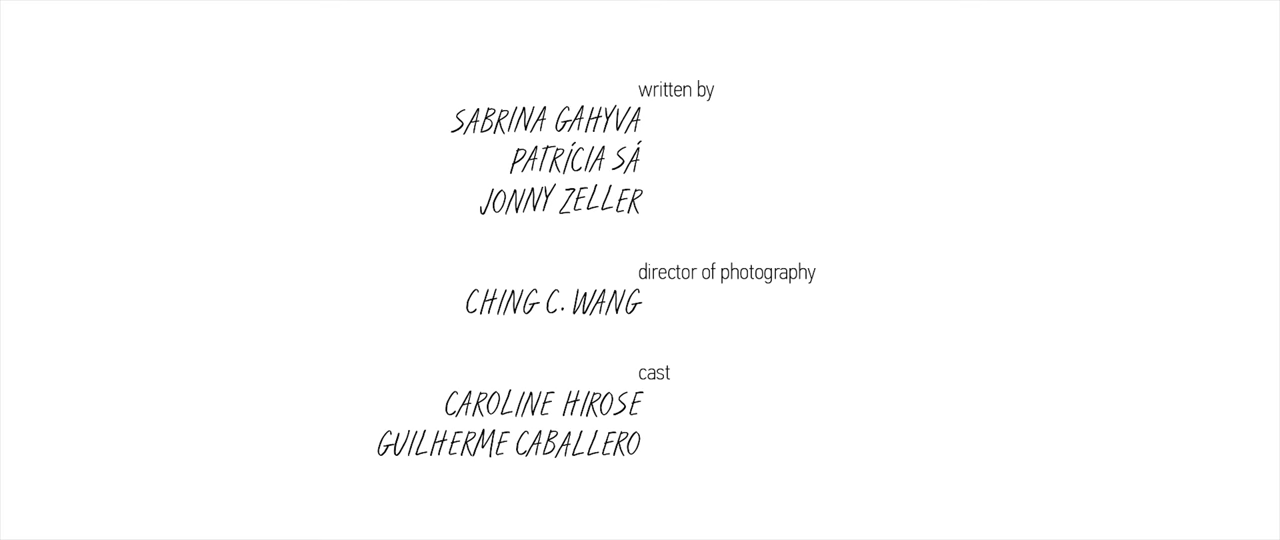 written by
SABRINA GAHYVA
PATRÍCIA SÁ
JONNY ZELLER
director of photography
CHING C. WANG
cast
CAROLINE HIROSE
GUILHERME CABALLERO